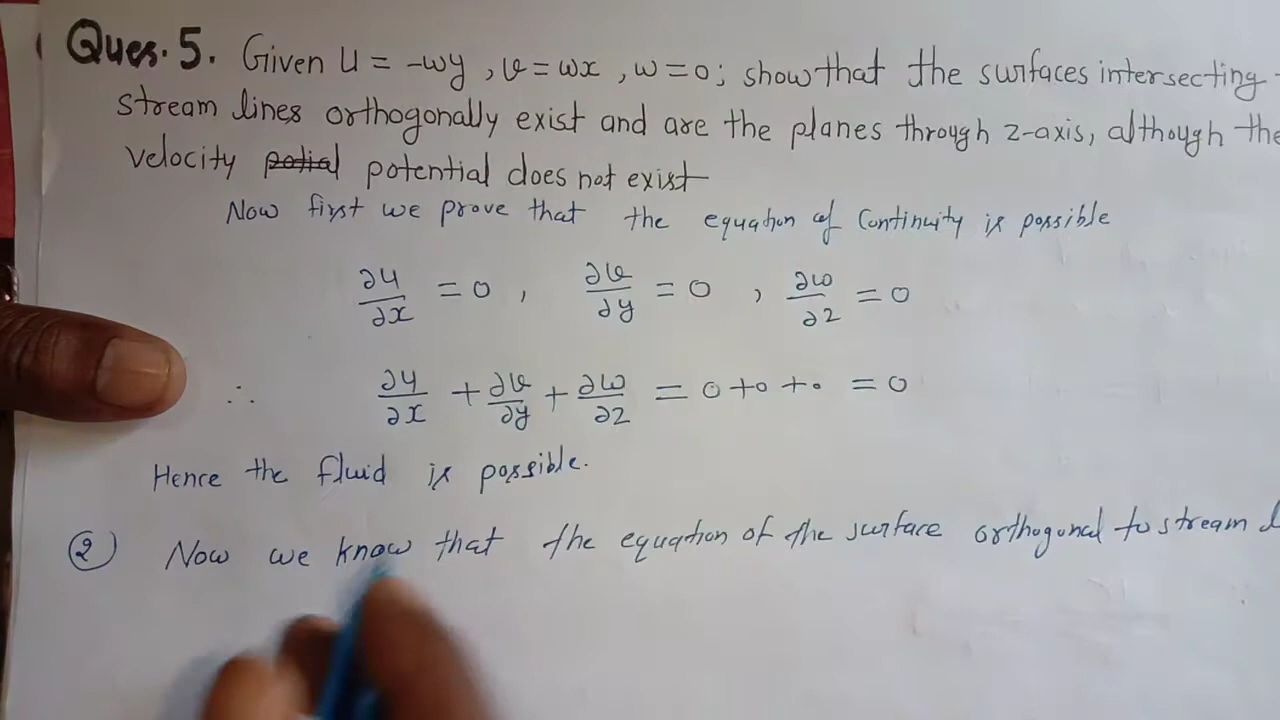 Ques. 5. Given U = -wy , v = wx , w = 0 ; show that the surfaces intersecting
stream lines orthogonally exist and are the planes through z-axis, although the
velocity potential does not exist
Now first we prove that the equation of Continuity is possible
∂u/∂x = 0 , ∂v/∂y = 0 , ∂w/∂z = 0
∴ ∂u/∂x + ∂v/∂y + ∂w/∂z = 0 + 0 + 0 = 0
Hence the fluid is possible.
② Now we know that the equation of the surface orthogonal to stream